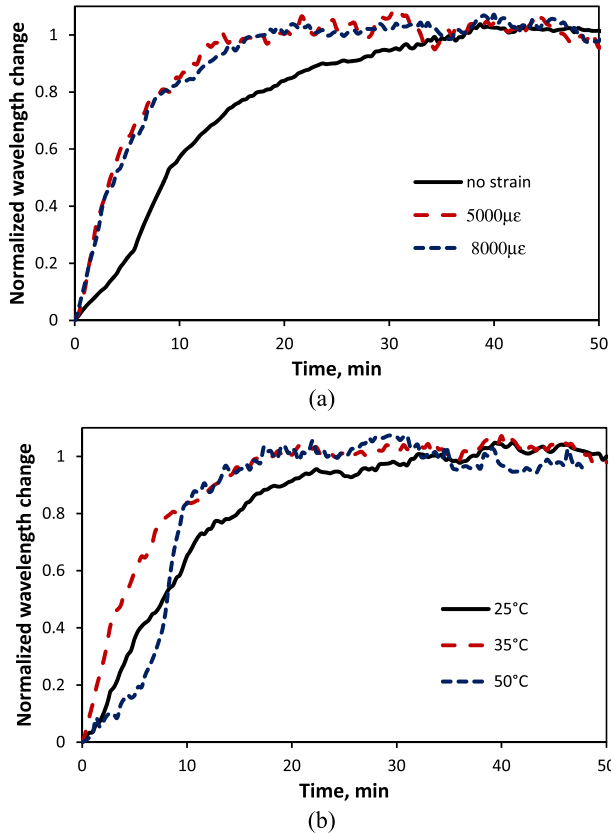 Normalized wavelength change
1
0.8
0.6
0.4
0.2
0
no strain
5000με
8000με
0 10 20 30 40 50
Time, min
(a)
Normalized wavelength change
1
0.8
0.6
0.4
0.2
0
25°C
35°C
50°C
0 10 20 30 40 50
Time, min
(b)